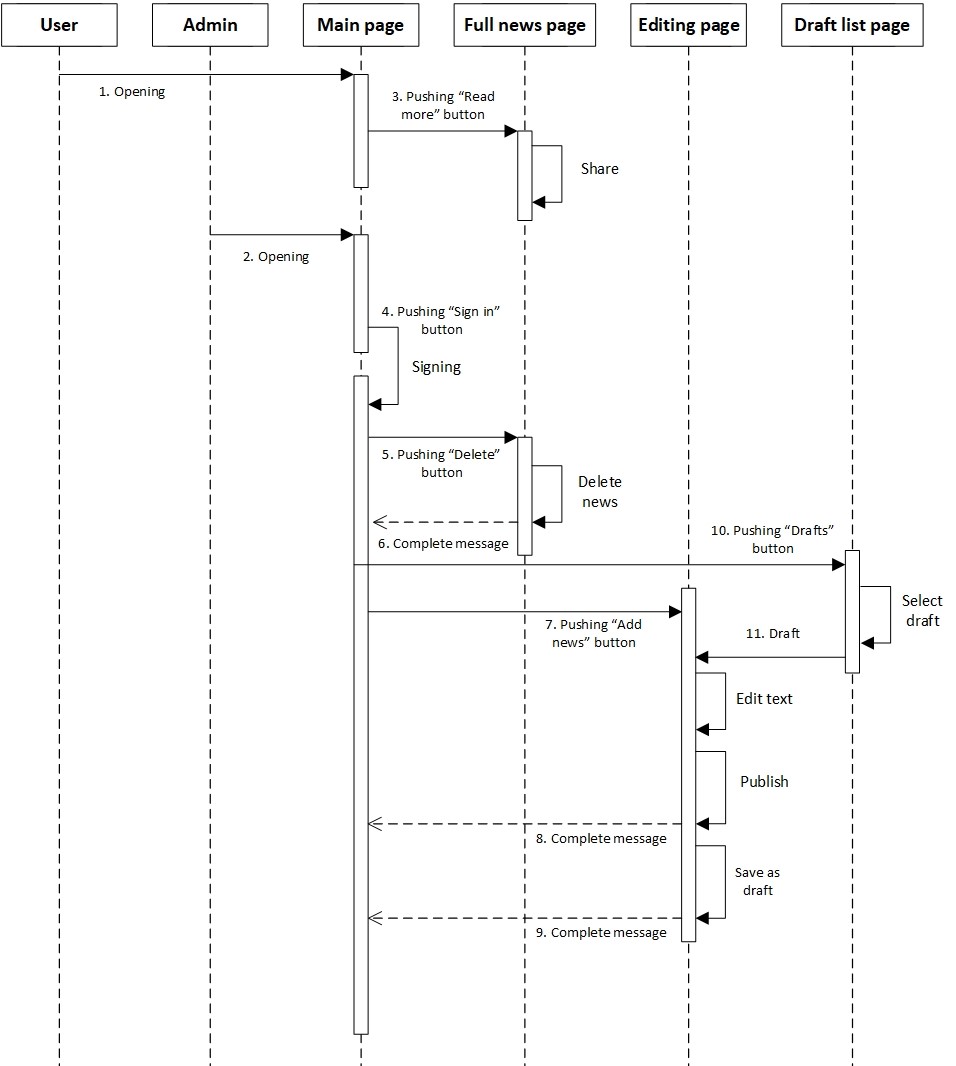 User
Admin
Main page
Full news page
Editing page
Draft list page
1. Opening
3. Pushing “Read
more” button
Share
2. Opening
4. Pushing “Sign in”
button
Signing
5. Pushing “Delete”
button
Delete
news
6. Complete message
10. Pushing “Drafts”
button
Select
draft
7. Pushing “Add
news” button
11. Draft
Edit text
Publish
8. Complete message
Save as
draft
9. Complete message